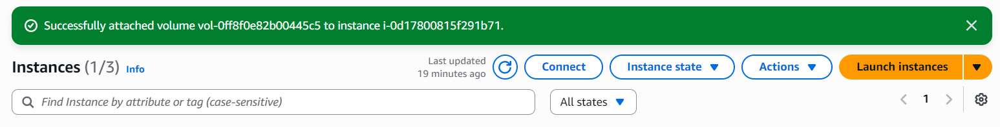 Successfully attached volume vol-0ff8f0e82b00445c5 to instance i-0d17800815f291b71.
Instances (1/3) Info
Last updated
19 minutes ago
Connect
Instance state
Actions
Launch instances
Find Instance by attribute or tag (case-sensitive)
All states
1